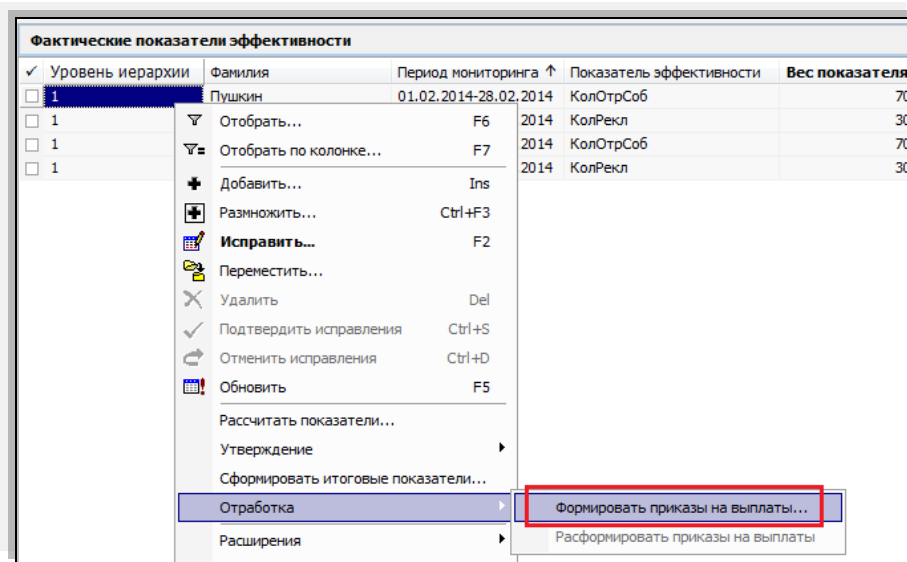 Фактические показатели эффективности
Уровень иерархии Фамилия Период мониторинга Показатель эффективности Вес показателя
1 Пушкин 01.02.2014-28.02.2014 КолОтрСоб 70
1 2014 КолРекл 30
1 2014 КолОтрСоб 70
1 2014 КолРекл 30
Отобрать... F6
Отобрать по колонке... F7
Добавить... Ins
Размножить... Ctrl+F3
Исправить... F2
Переместить...
Удалить Del
Подтвердить исправления Ctrl+S
Отменить исправления Ctrl+D
Обновить F5
Рассчитать показатели...
Утверждение
Сформировать итоговые показатели...
Отработка Формировать приказы на выплаты...
Расширения Расформировать приказы на выплаты